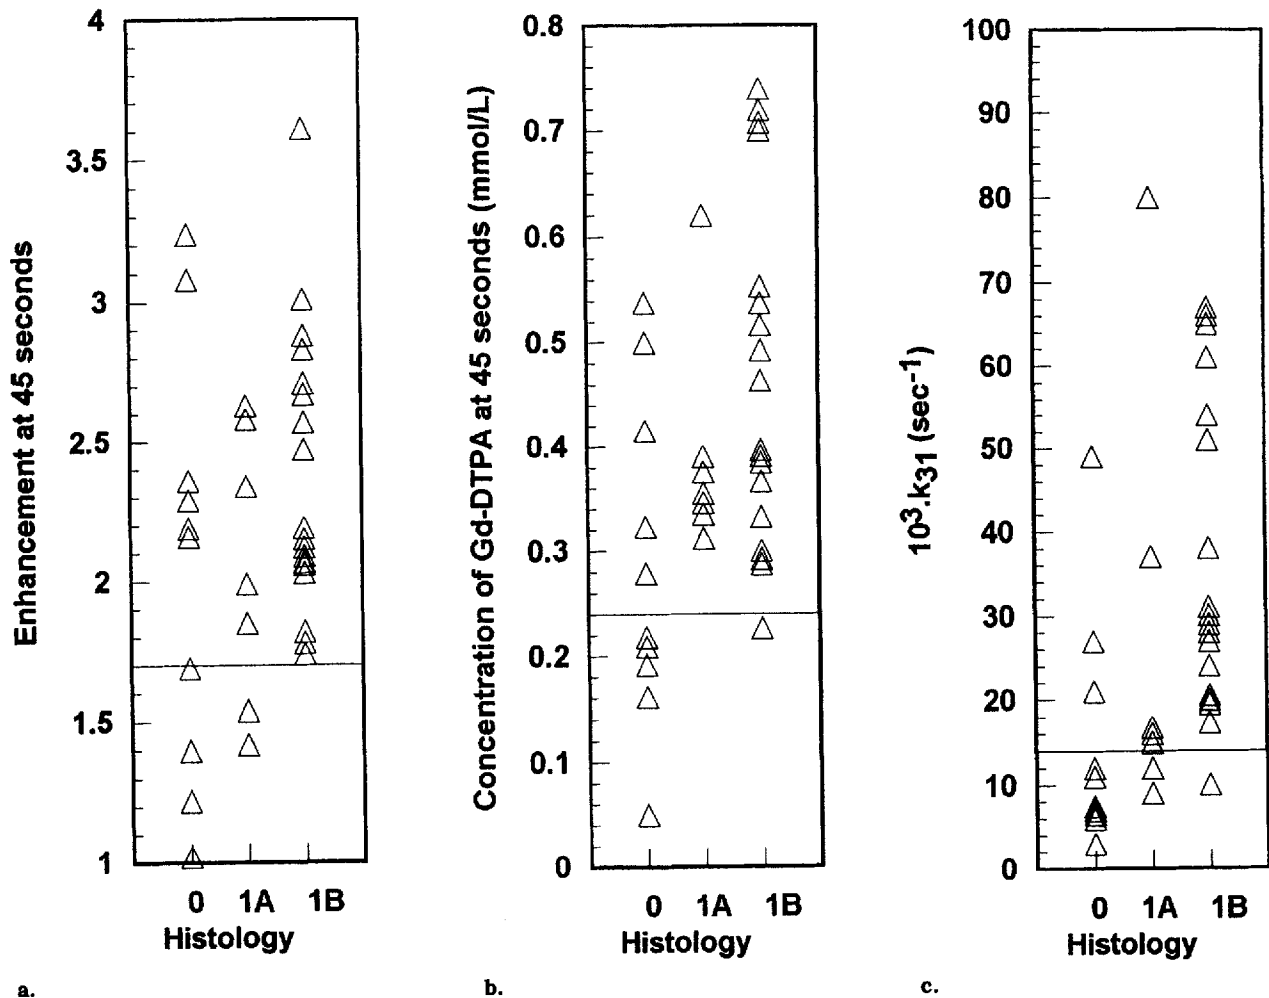 Enhancement at 45 seconds
4
3.5
3
2.5
2
1.5
1
0 1A 1B
Histology
a.
Concentration of Gd-DTPA at 45 seconds (mmol/L)
0.8
0.7
0.6
0.5
0.4
0.3
0.2
0.1
0
0 1A 1B
Histology
b.
10³.k₃₁ (sec⁻¹)
100
90
80
70
60
50
40
30
20
10
0
0 1A 1B
Histology
c.